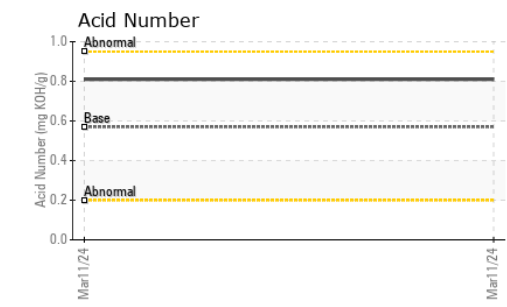 Acid Number
Acid Number (mg KOH/g)
1.0
0.8
0.6
0.4
0.2
0.0
Abnormal
Base
Abnormal
Mar11/24
Mar11/24